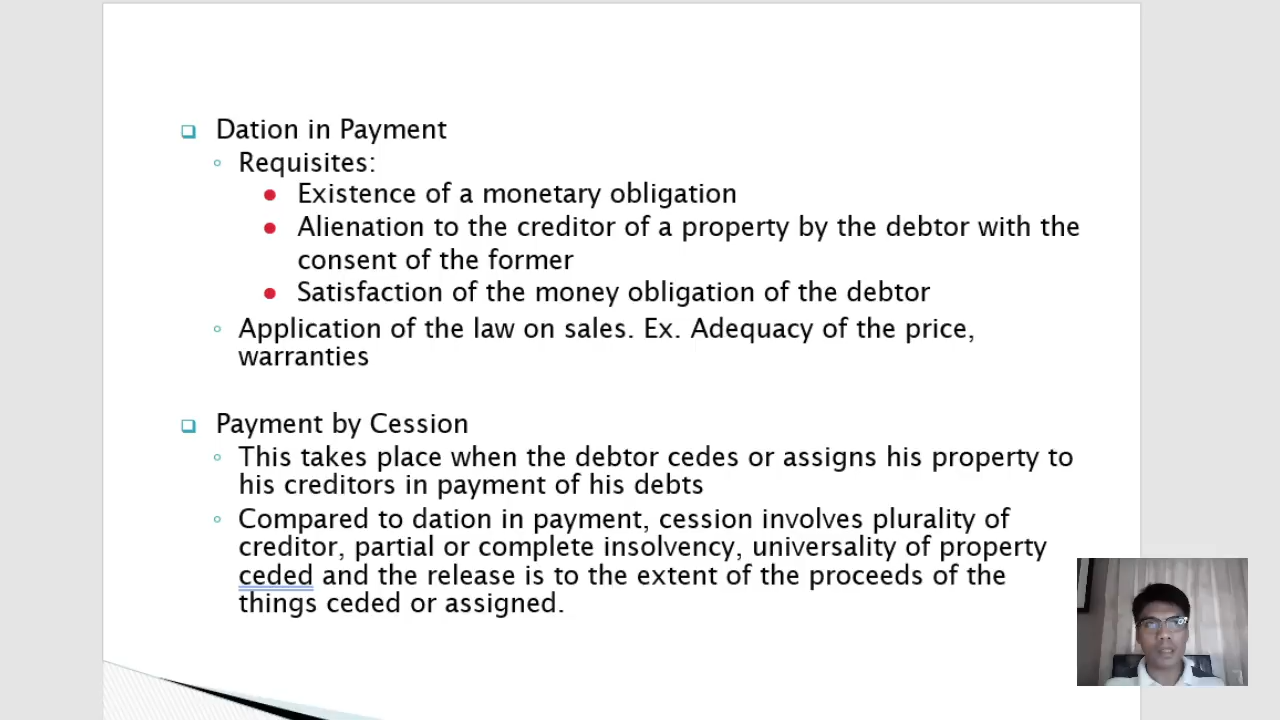 Dation in Payment
Requisites:
Existence of a monetary obligation
Alienation to the creditor of a property by the debtor with the
consent of the former
Satisfaction of the money obligation of the debtor
Application of the law on sales. Ex. Adequacy of the price,
warranties
Payment by Cession
This takes place when the debtor cedes or assigns his property to
his creditors in payment of his debts
Compared to dation in payment, cession involves plurality of
creditor, partial or complete insolvency, universality of property
ceded and the release is to the extent of the proceeds of the
things ceded or assigned.